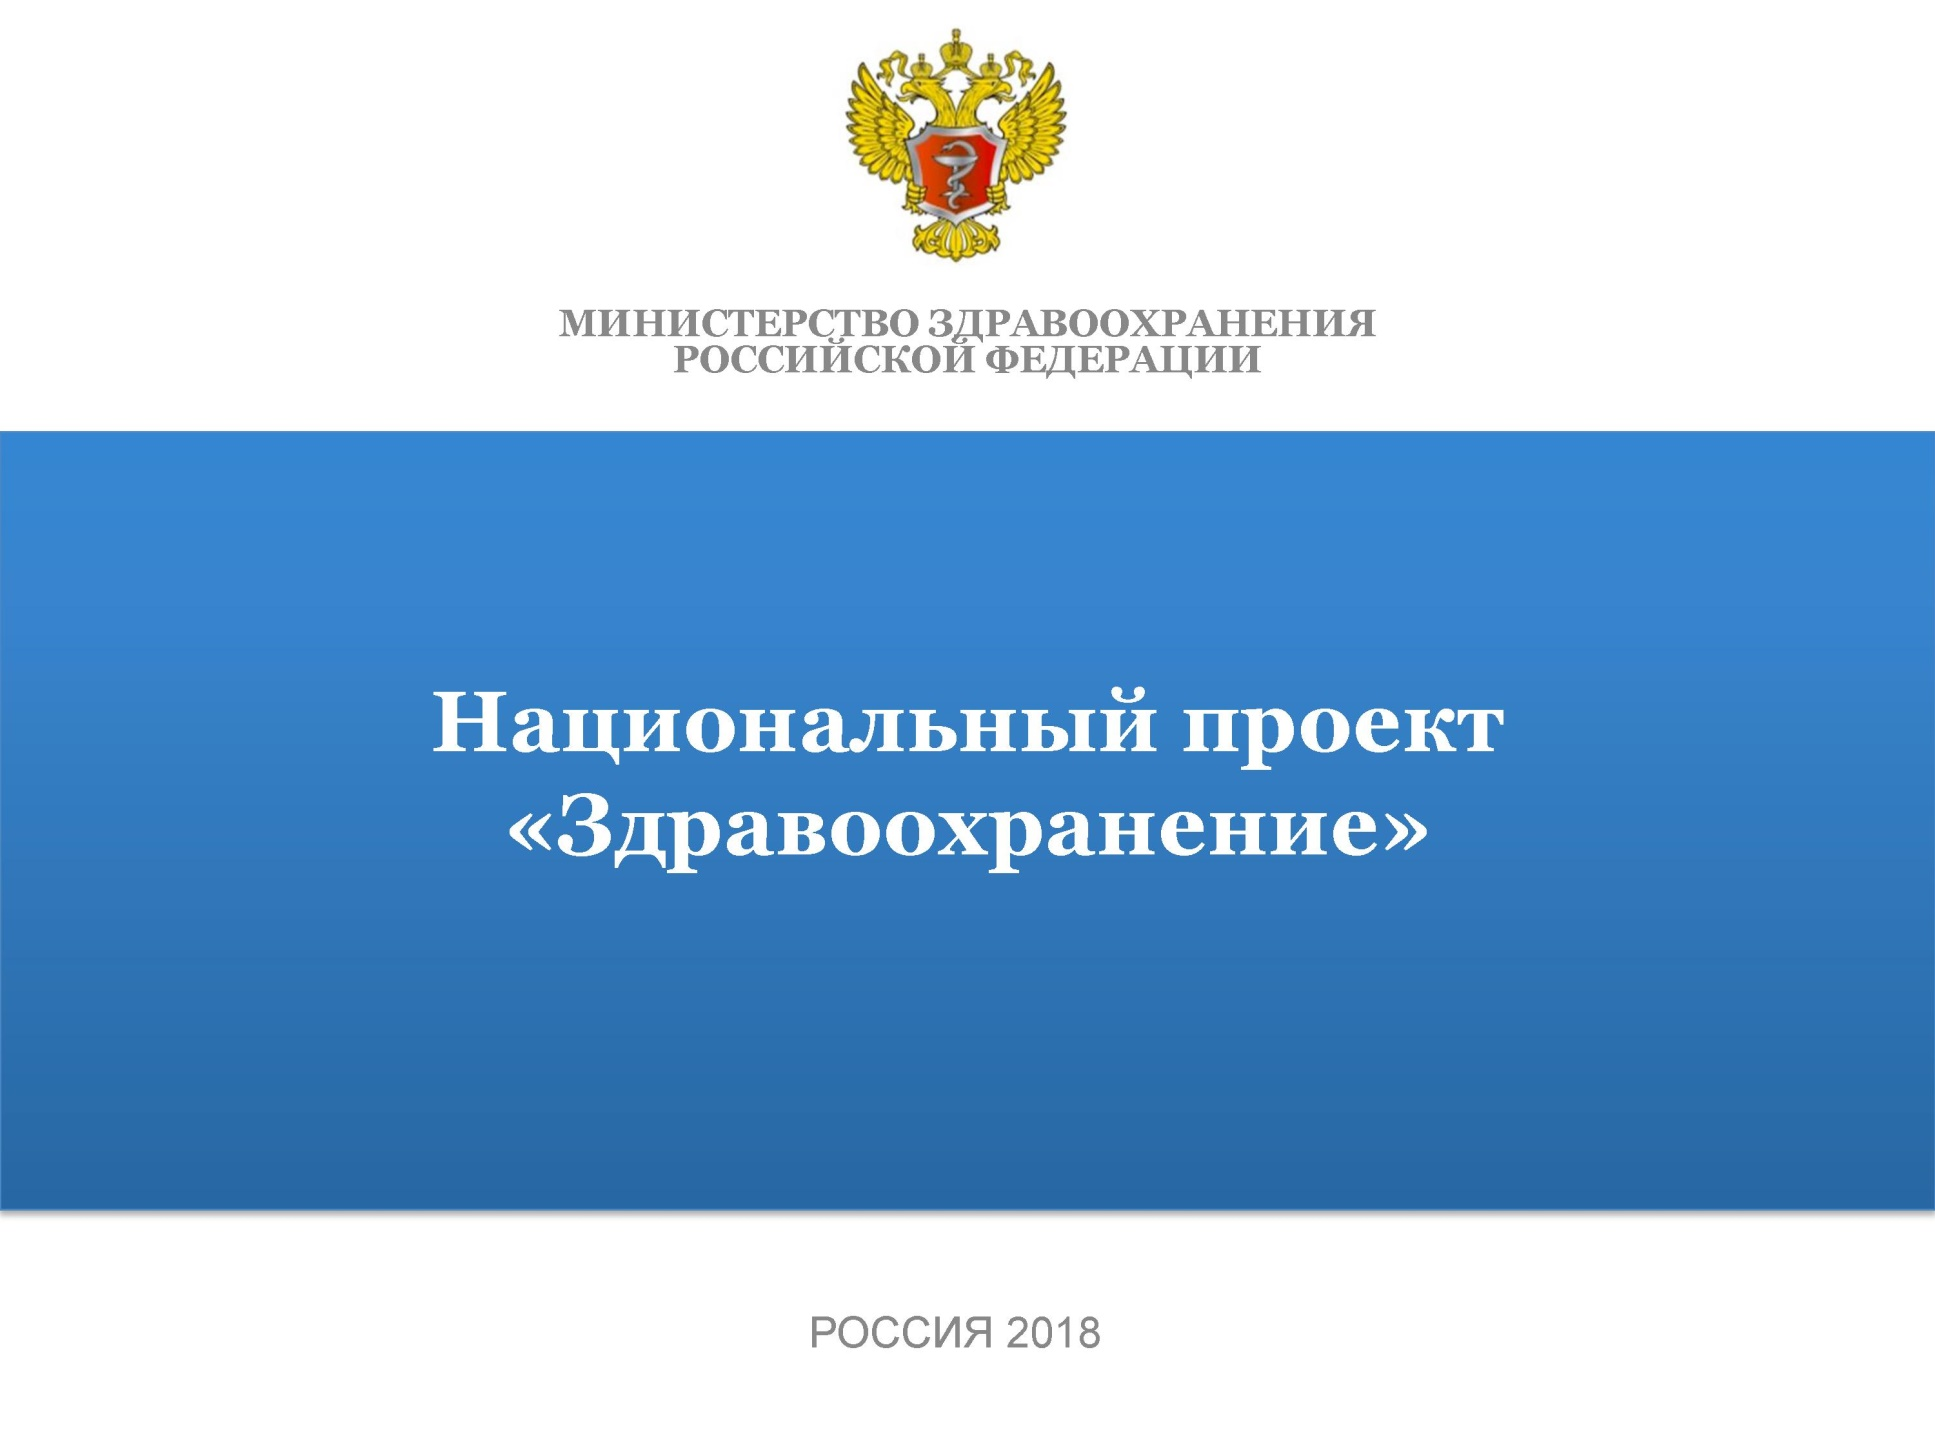 МИНИСТЕРСТВО ЗДРАВООХРАНЕНИЯ
РОССИЙСКОЙ ФЕДЕРАЦИИ
Национальный проект
«Здравоохранение»
РОССИЯ 2018